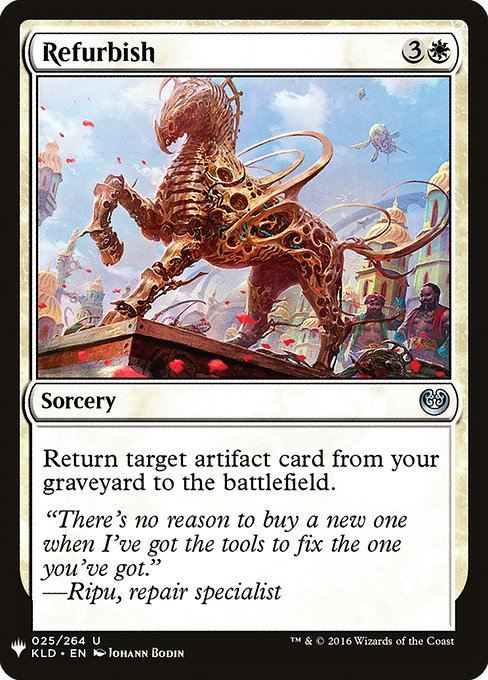 Refurbish
3
Sorcery
Return target artifact card from your
graveyard to the battlefield.
“There’s no reason to buy a new one
when I’ve got the tools to fix the one
you’ve got.”
—Ripu, repair specialist
025/264 U
KLD • EN Johann Bodin
™ & © 2016 Wizards of the Coast